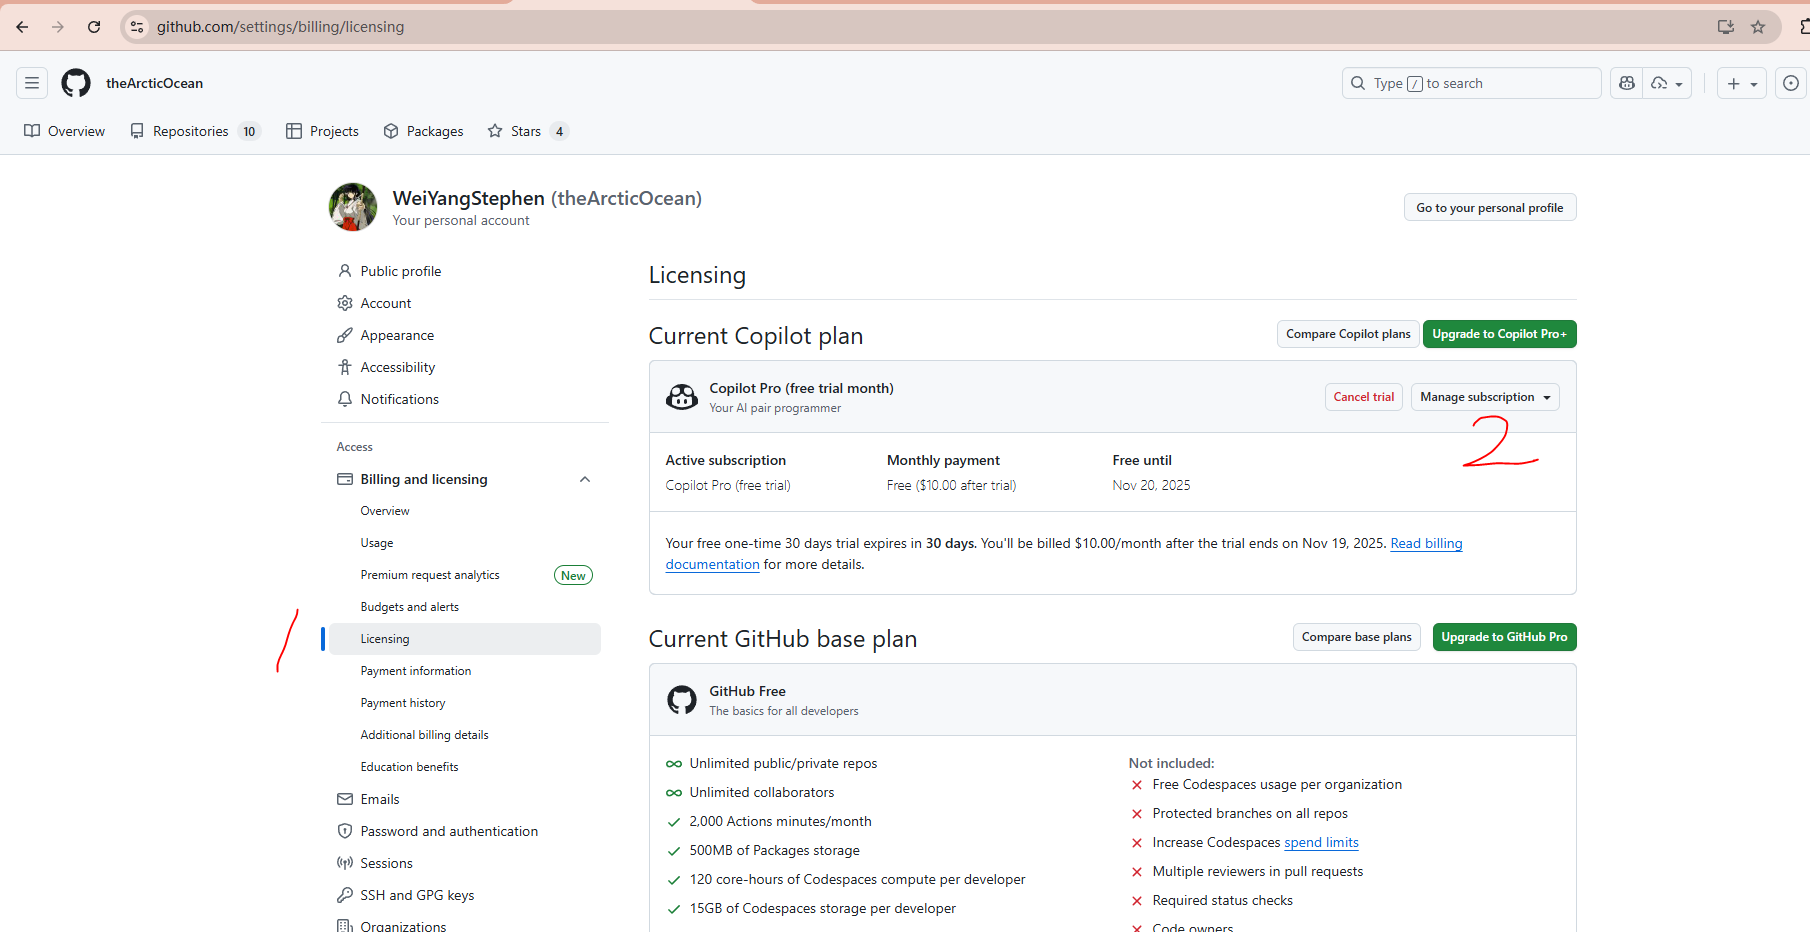 github.com/settings/billing/licensing
theArcticOcean
Type / to search
Overview
Repositories 10
Projects
Packages
Stars 4
WeiYangStephen (theArcticOcean)
Your personal account
Go to your personal profile
Public profile
Account
Appearance
Accessibility
Notifications
Access
Billing and licensing
Overview
Usage
Premium request analytics New
Budgets and alerts
1
Licensing
Payment information
Payment history
Additional billing details
Education benefits
Emails
Password and authentication
Sessions
SSH and GPG keys
Organizations
Licensing
Current Copilot plan
Compare Copilot plans
Upgrade to Copilot Pro+
Copilot Pro (free trial month)
Your AI pair programmer
Cancel trial
Manage subscription
2
Active subscription
Copilot Pro (free trial)
Monthly payment
Free ($10.00 after trial)
Free until
Nov 20, 2025
Your free one-time 30 days trial expires in 30 days. You'll be billed $10.00/month after the trial ends on Nov 19, 2025. Read billing
documentation for more details.
Current GitHub base plan
Compare base plans
Upgrade to GitHub Pro
GitHub Free
The basics for all developers
Unlimited public/private repos
Unlimited collaborators
2,000 Actions minutes/month
500MB of Packages storage
120 core-hours of Codespaces compute per developer
15GB of Codespaces storage per developer
Not included:
Free Codespaces usage per organization
Protected branches on all repos
Increase Codespaces spend limits
Multiple reviewers in pull requests
Required status checks
Code owners